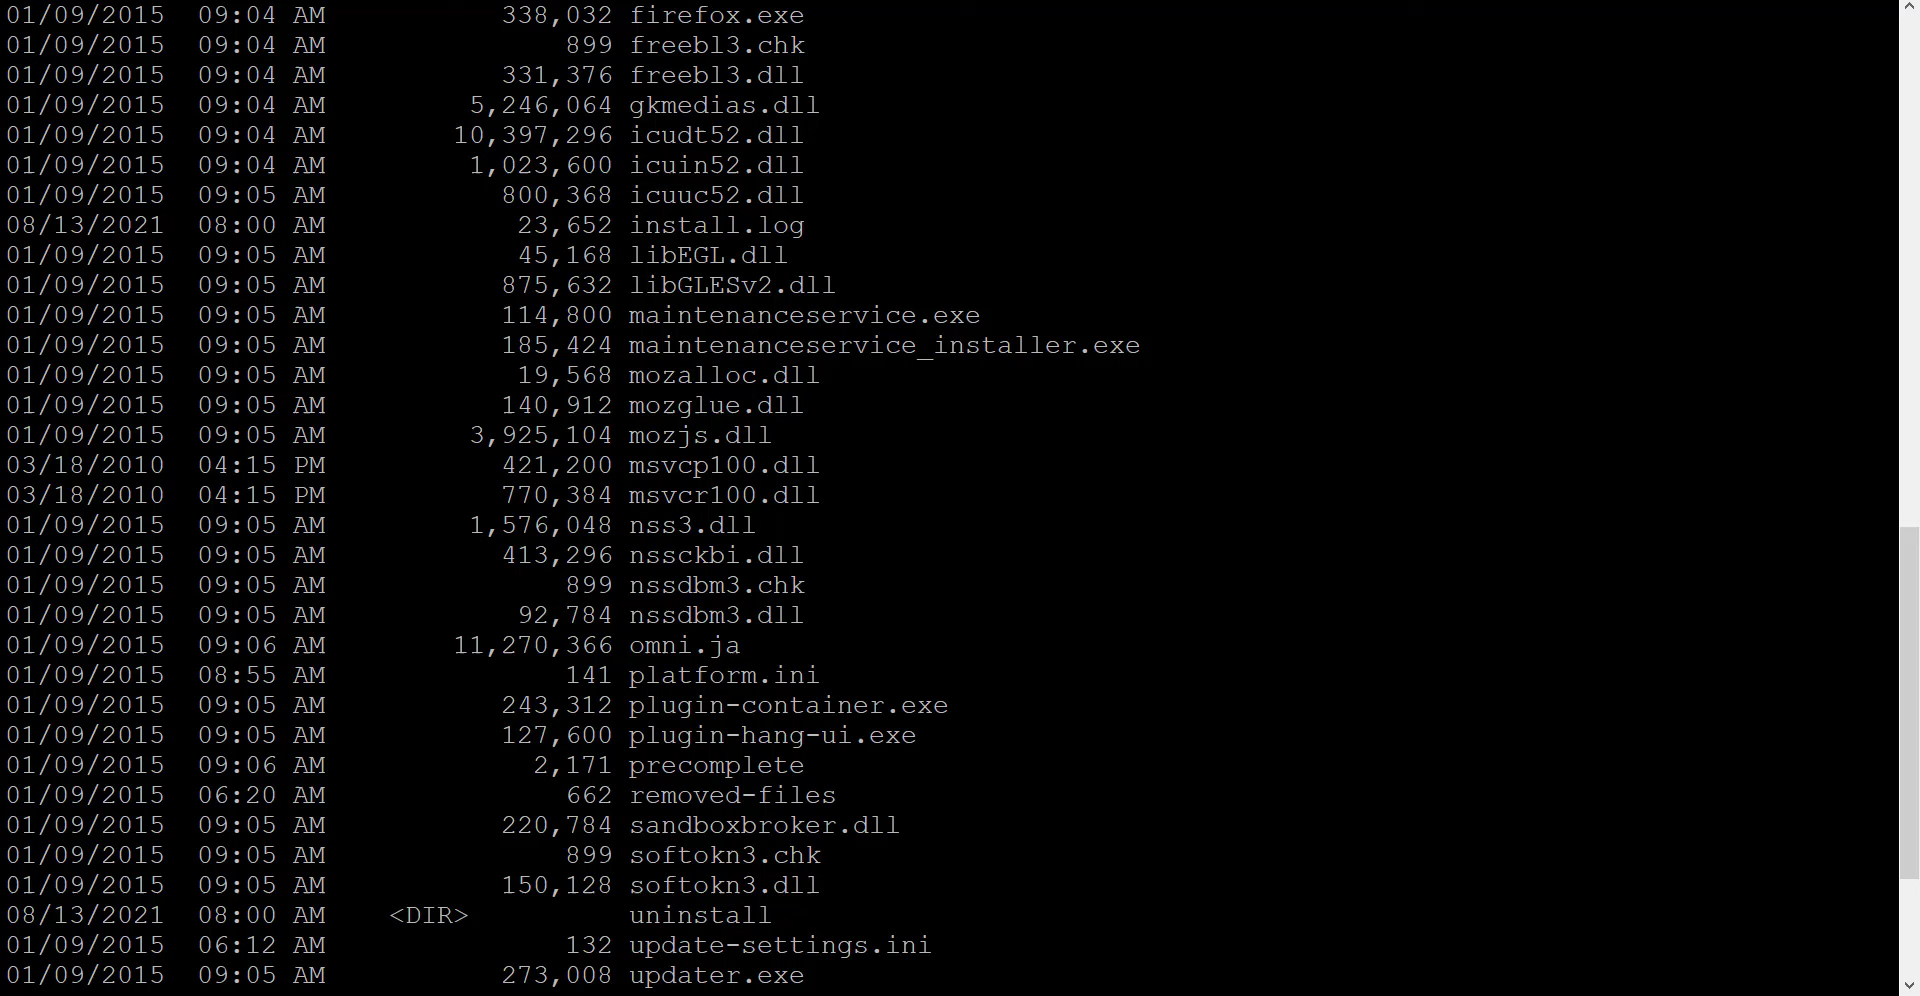 01/09/2015  09:04 AM           338,032 firefox.exe
01/09/2015  09:04 AM               899 freebl3.chk
01/09/2015  09:04 AM           331,376 freebl3.dll
01/09/2015  09:04 AM         5,246,064 gkmedias.dll
01/09/2015  09:04 AM        10,397,296 icudt52.dll
01/09/2015  09:04 AM         1,023,600 icuin52.dll
01/09/2015  09:05 AM           800,368 icuuc52.dll
08/13/2021  08:00 AM            23,652 install.log
01/09/2015  09:05 AM            45,168 libEGL.dll
01/09/2015  09:05 AM           875,632 libGLESv2.dll
01/09/2015  09:05 AM           114,800 maintenanceservice.exe
01/09/2015  09:05 AM           185,424 maintenanceservice_installer.exe
01/09/2015  09:05 AM            19,568 mozalloc.dll
01/09/2015  09:05 AM           140,912 mozglue.dll
01/09/2015  09:05 AM         3,925,104 mozjs.dll
03/18/2010  04:15 PM           421,200 msvcp100.dll
03/18/2010  04:15 PM           770,384 msvcr100.dll
01/09/2015  09:05 AM         1,576,048 nss3.dll
01/09/2015  09:05 AM           413,296 nssckbi.dll
01/09/2015  09:05 AM               899 nssdbm3.chk
01/09/2015  09:05 AM            92,784 nssdbm3.dll
01/09/2015  09:06 AM        11,270,366 omni.ja
01/09/2015  08:55 AM               141 platform.ini
01/09/2015  09:05 AM           243,312 plugin-container.exe
01/09/2015  09:05 AM           127,600 plugin-hang-ui.exe
01/09/2015  09:06 AM             2,171 precomplete
01/09/2015  06:20 AM               662 removed-files
01/09/2015  09:05 AM           220,784 sandboxbroker.dll
01/09/2015  09:05 AM               899 softokn3.chk
01/09/2015  09:05 AM           150,128 softokn3.dll
08/13/2021  08:00 AM    <DIR>          uninstall
01/09/2015  06:12 AM               132 update-settings.ini
01/09/2015  09:05 AM           273,008 updater.exe